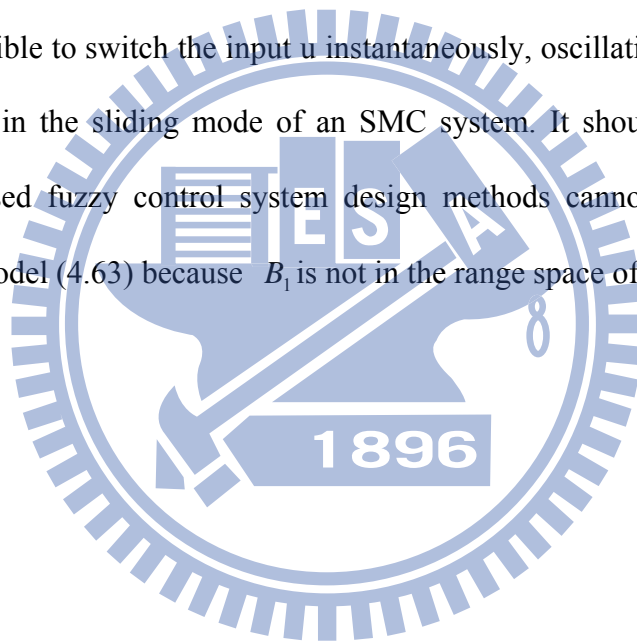 ible to switch the input u instantaneously, oscillati
in the sliding mode of an SMC system. It shou
ed fuzzy control system design methods canno
odel (4.63) because B₁ is not in the range space of
E S A
1896